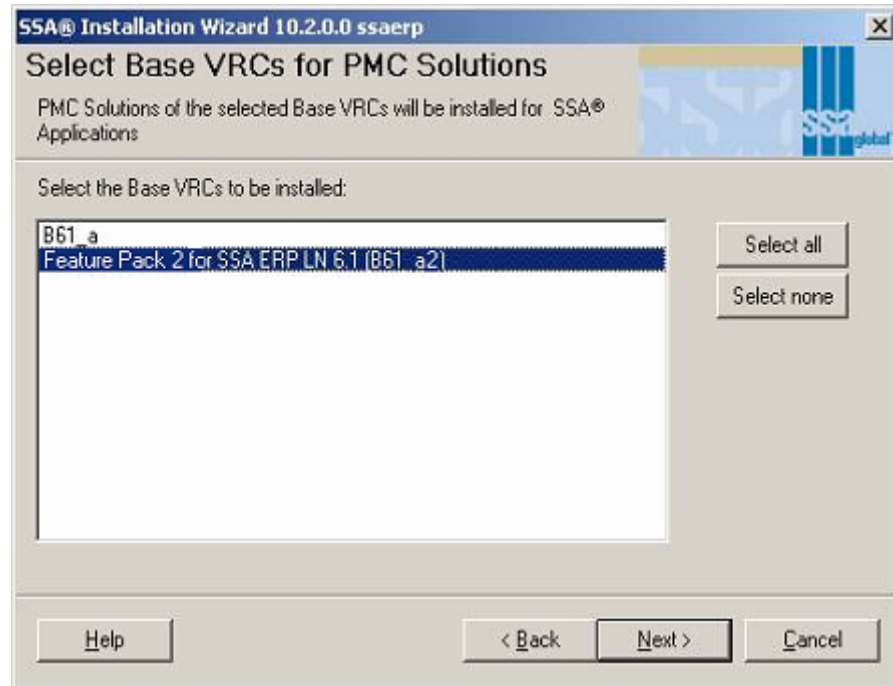 SSA® Installation Wizard 10.2.0.0 ssaerp
Select Base VRCs for PMC Solutions
PMC Solutions of the selected Base VRCs will be installed for SSA®
Applications
ssa
global
Select the Base VRCs to be installed:
B61_a
Feature Pack 2 for SSA ERP LN 6.1 (B61_a2)
Select all
Select none
Help
< Back
Next >
Cancel